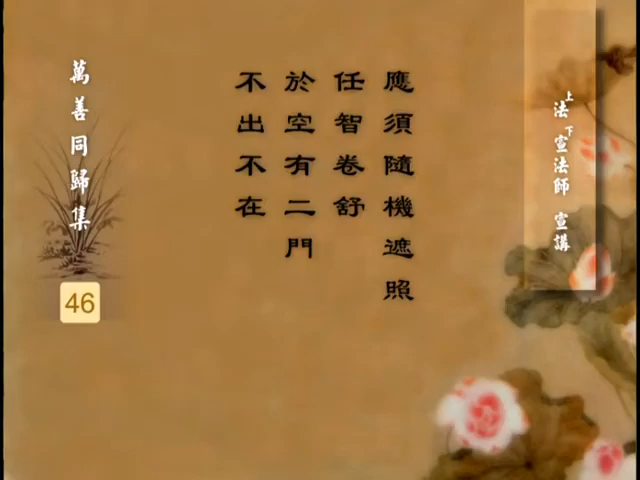 上法下宣法師 宣講
應須隨機遮照
任智卷舒
於空有二門
不出不在
萬善同歸集
46